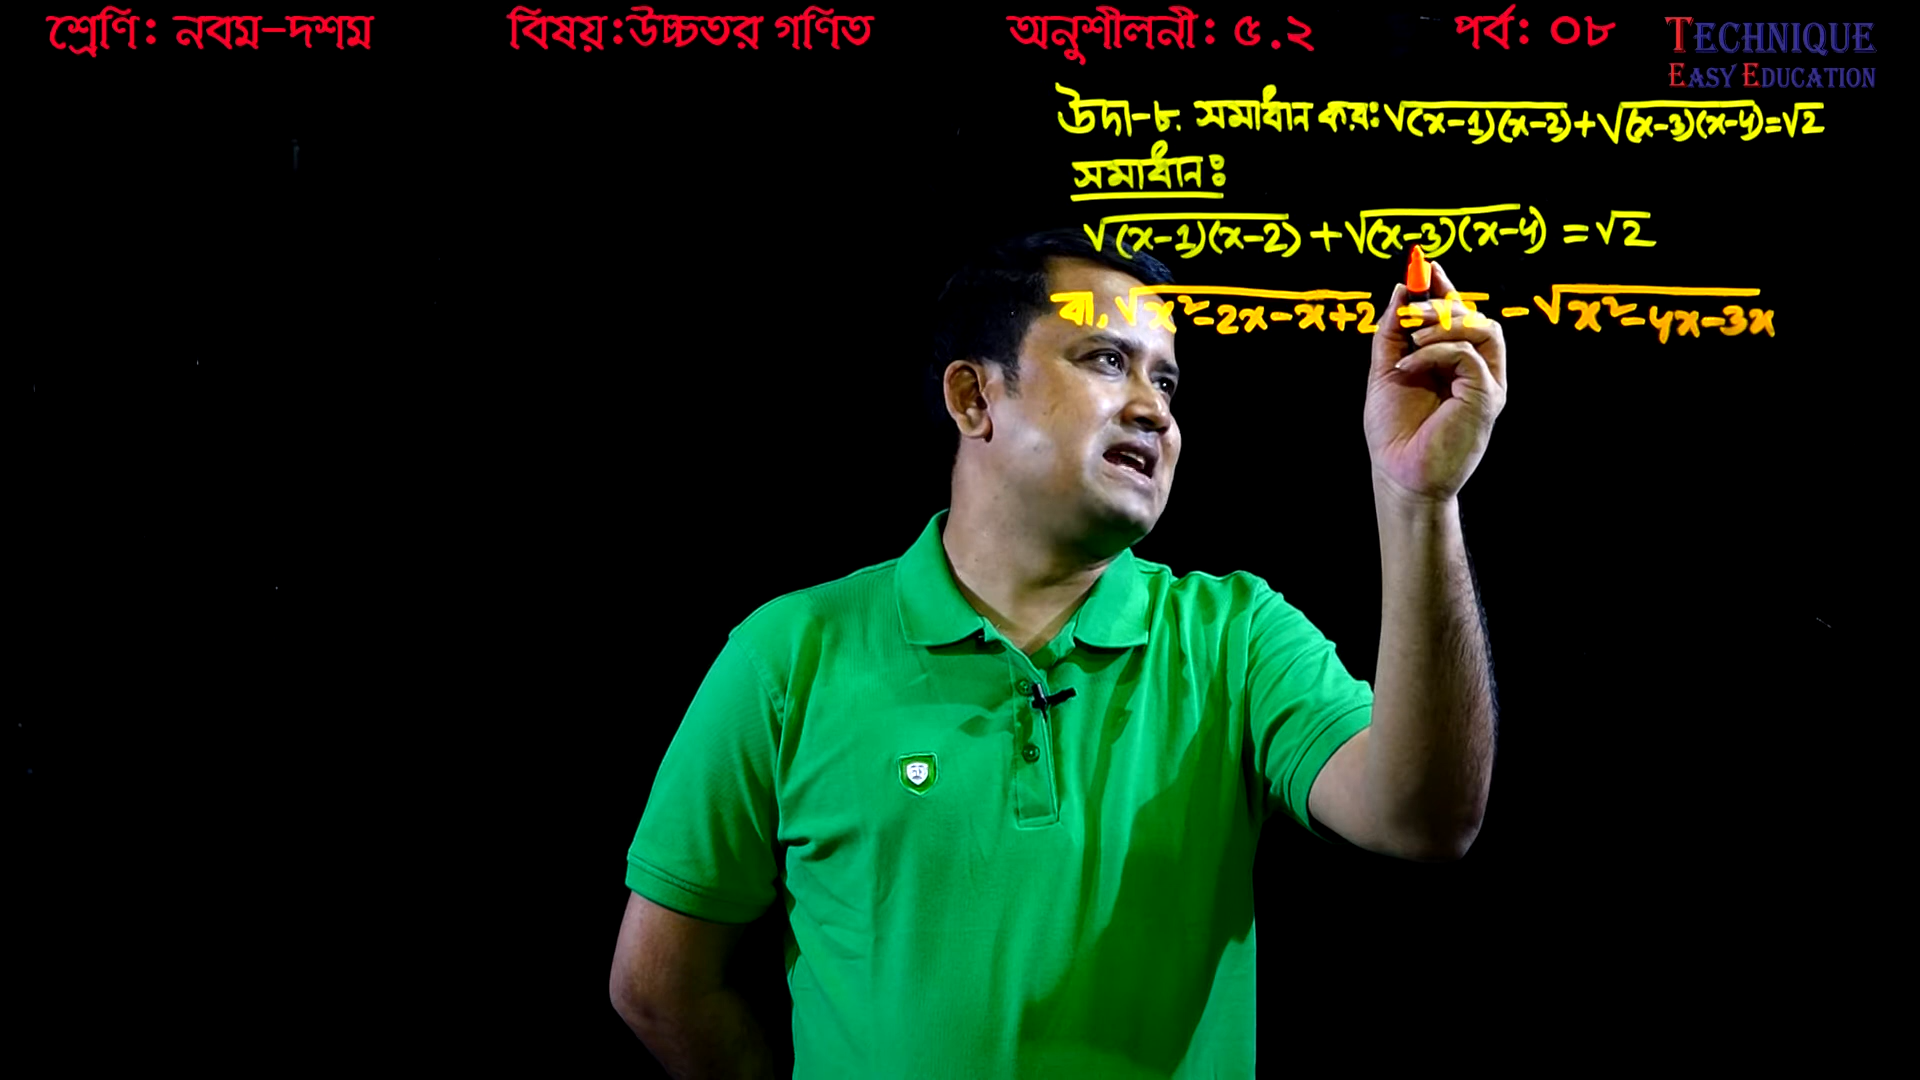 শ্রেণি: নবম-দশম বিষয়:উচ্চতর গণিত অনুশীলনী: ৫.২ পর্ব: ০৮
TECHNIQUE
EASY EDUCATION
উদা-৮. সমাধান কর: √(x-1)(x-2) + √(x-3)(x-4) = √2
সমাধান:
√(x-1)(x-2) + √(x-3)(x-4) = √2
বা, √x²-2x-x+2 = √2 - √x²-4x-3x